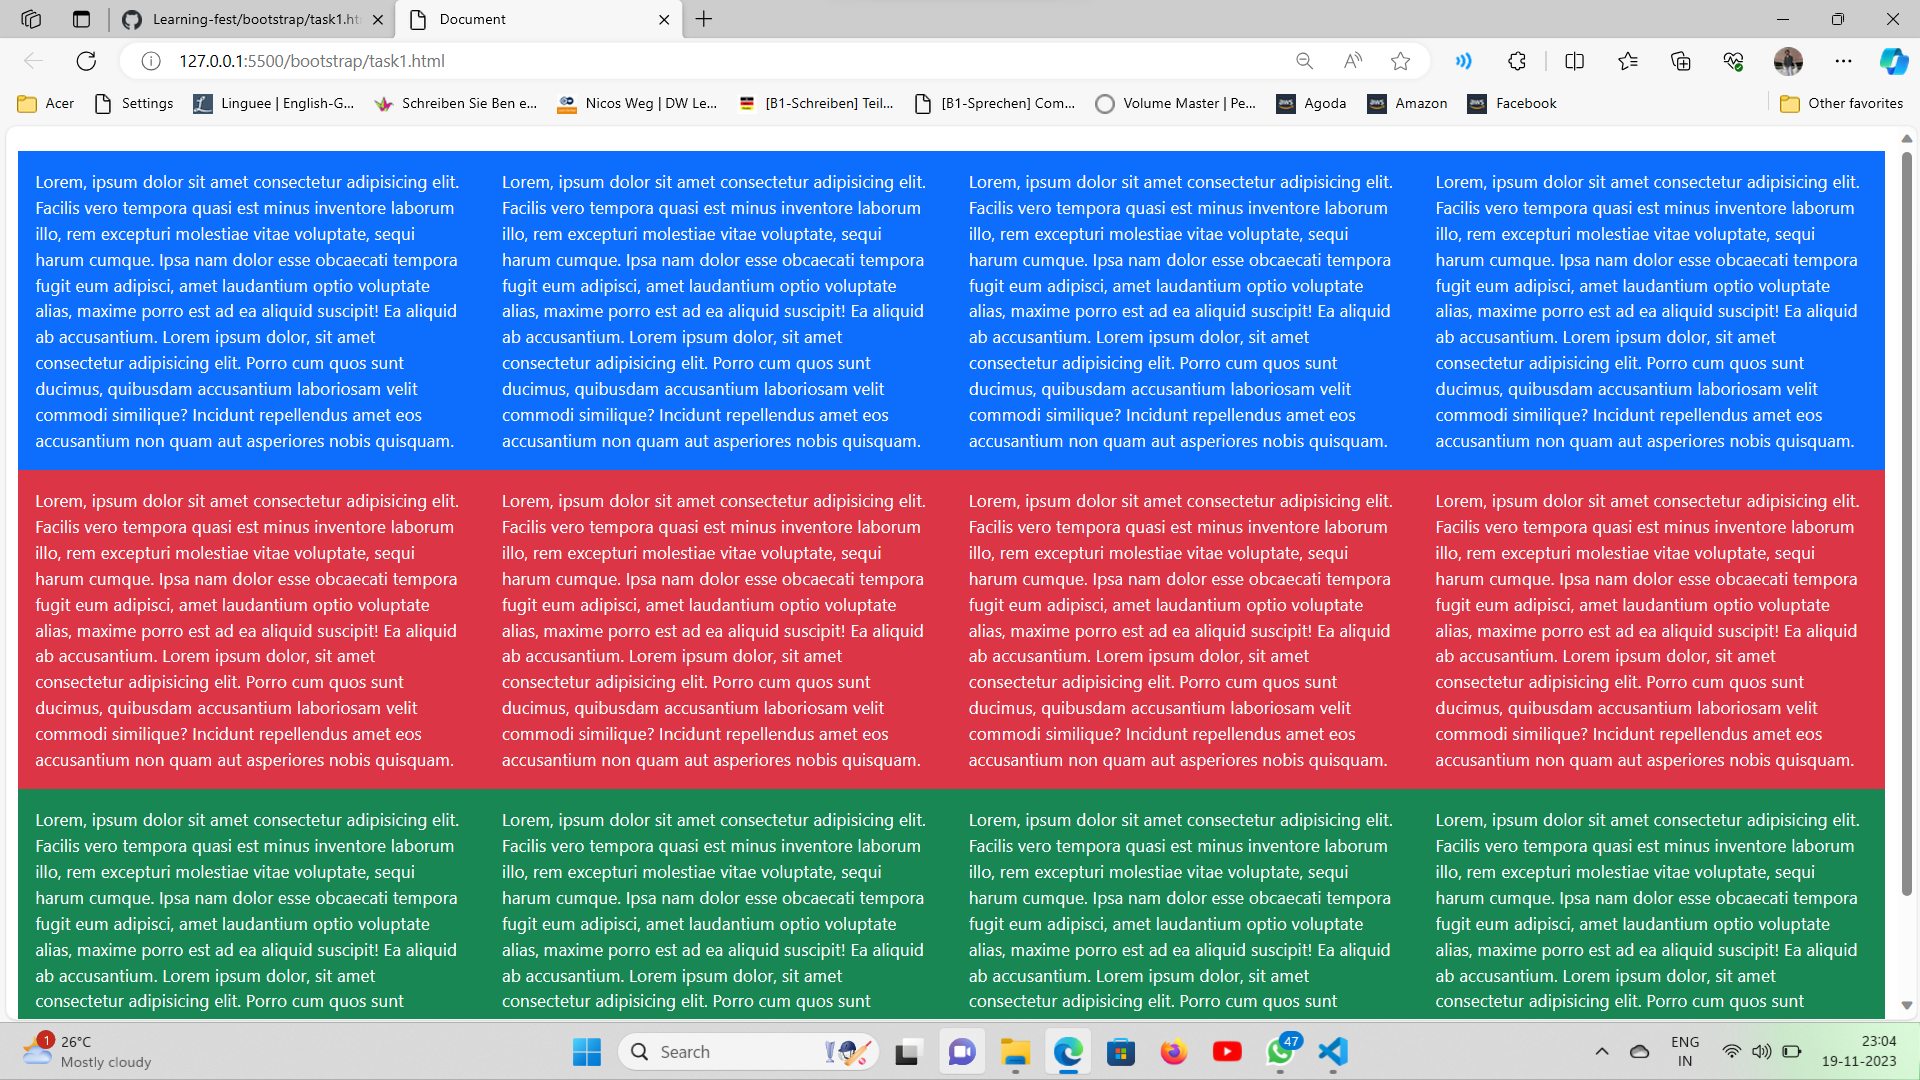 Learning-fest/bootstrap/task1.ht
Document
127.0.0.1:5500/bootstrap/task1.html
Acer
Settings
Linguee | English-G...
Schreiben Sie Ben e...
Nicos Weg | DW Le...
[B1-Schreiben] Teil...
[B1-Sprechen] Com...
Volume Master | Pe...
Agoda
Amazon
Facebook
Other favorites
Lorem, ipsum dolor sit amet consectetur adipisicing elit.
Facilis vero tempora quasi est minus inventore laborum
illo, rem excepturi molestiae vitae voluptate, sequi
harum cumque. Ipsa nam dolor esse obcaecati tempora
fugit eum adipisci, amet laudantium optio voluptate
alias, maxime porro est ad ea aliquid suscipit! Ea aliquid
ab accusantium. Lorem ipsum dolor, sit amet
consectetur adipisicing elit. Porro cum quos sunt
ducimus, quibusdam accusantium laboriosam velit
commodi similique? Incidunt repellendus amet eos
accusantium non quam aut asperiores nobis quisquam.
Lorem, ipsum dolor sit amet consectetur adipisicing elit.
Facilis vero tempora quasi est minus inventore laborum
illo, rem excepturi molestiae vitae voluptate, sequi
harum cumque. Ipsa nam dolor esse obcaecati tempora
fugit eum adipisci, amet laudantium optio voluptate
alias, maxime porro est ad ea aliquid suscipit! Ea aliquid
ab accusantium. Lorem ipsum dolor, sit amet
consectetur adipisicing elit. Porro cum quos sunt
ducimus, quibusdam accusantium laboriosam velit
commodi similique? Incidunt repellendus amet eos
accusantium non quam aut asperiores nobis quisquam.
Lorem, ipsum dolor sit amet consectetur adipisicing elit.
Facilis vero tempora quasi est minus inventore laborum
illo, rem excepturi molestiae vitae voluptate, sequi
harum cumque. Ipsa nam dolor esse obcaecati tempora
fugit eum adipisci, amet laudantium optio voluptate
alias, maxime porro est ad ea aliquid suscipit! Ea aliquid
ab accusantium. Lorem ipsum dolor, sit amet
consectetur adipisicing elit. Porro cum quos sunt
ducimus, quibusdam accusantium laboriosam velit
commodi similique? Incidunt repellendus amet eos
accusantium non quam aut asperiores nobis quisquam.
Lorem, ipsum dolor sit amet consectetur adipisicing elit.
Facilis vero tempora quasi est minus inventore laborum
illo, rem excepturi molestiae vitae voluptate, sequi
harum cumque. Ipsa nam dolor esse obcaecati tempora
fugit eum adipisci, amet laudantium optio voluptate
alias, maxime porro est ad ea aliquid suscipit! Ea aliquid
ab accusantium. Lorem ipsum dolor, sit amet
consectetur adipisicing elit. Porro cum quos sunt
ducimus, quibusdam accusantium laboriosam velit
commodi similique? Incidunt repellendus amet eos
accusantium non quam aut asperiores nobis quisquam.
Lorem, ipsum dolor sit amet consectetur adipisicing elit.
Facilis vero tempora quasi est minus inventore laborum
illo, rem excepturi molestiae vitae voluptate, sequi
harum cumque. Ipsa nam dolor esse obcaecati tempora
fugit eum adipisci, amet laudantium optio voluptate
alias, maxime porro est ad ea aliquid suscipit! Ea aliquid
ab accusantium. Lorem ipsum dolor, sit amet
consectetur adipisicing elit. Porro cum quos sunt
ducimus, quibusdam accusantium laboriosam velit
commodi similique? Incidunt repellendus amet eos
accusantium non quam aut asperiores nobis quisquam.
Lorem, ipsum dolor sit amet consectetur adipisicing elit.
Facilis vero tempora quasi est minus inventore laborum
illo, rem excepturi molestiae vitae voluptate, sequi
harum cumque. Ipsa nam dolor esse obcaecati tempora
fugit eum adipisci, amet laudantium optio voluptate
alias, maxime porro est ad ea aliquid suscipit! Ea aliquid
ab accusantium. Lorem ipsum dolor, sit amet
consectetur adipisicing elit. Porro cum quos sunt
ducimus, quibusdam accusantium laboriosam velit
commodi similique? Incidunt repellendus amet eos
accusantium non quam aut asperiores nobis quisquam.
Lorem, ipsum dolor sit amet consectetur adipisicing elit.
Facilis vero tempora quasi est minus inventore laborum
illo, rem excepturi molestiae vitae voluptate, sequi
harum cumque. Ipsa nam dolor esse obcaecati tempora
fugit eum adipisci, amet laudantium optio voluptate
alias, maxime porro est ad ea aliquid suscipit! Ea aliquid
ab accusantium. Lorem ipsum dolor, sit amet
consectetur adipisicing elit. Porro cum quos sunt
ducimus, quibusdam accusantium laboriosam velit
commodi similique? Incidunt repellendus amet eos
accusantium non quam aut asperiores nobis quisquam.
Lorem, ipsum dolor sit amet consectetur adipisicing elit.
Facilis vero tempora quasi est minus inventore laborum
illo, rem excepturi molestiae vitae voluptate, sequi
harum cumque. Ipsa nam dolor esse obcaecati tempora
fugit eum adipisci, amet laudantium optio voluptate
alias, maxime porro est ad ea aliquid suscipit! Ea aliquid
ab accusantium. Lorem ipsum dolor, sit amet
consectetur adipisicing elit. Porro cum quos sunt
ducimus, quibusdam accusantium laboriosam velit
commodi similique? Incidunt repellendus amet eos
accusantium non quam aut asperiores nobis quisquam.
Lorem, ipsum dolor sit amet consectetur adipisicing elit.
Facilis vero tempora quasi est minus inventore laborum
illo, rem excepturi molestiae vitae voluptate, sequi
harum cumque. Ipsa nam dolor esse obcaecati tempora
fugit eum adipisci, amet laudantium optio voluptate
alias, maxime porro est ad ea aliquid suscipit! Ea aliquid
ab accusantium. Lorem ipsum dolor, sit amet
consectetur adipisicing elit. Porro cum quos sunt
Lorem, ipsum dolor sit amet consectetur adipisicing elit.
Facilis vero tempora quasi est minus inventore laborum
illo, rem excepturi molestiae vitae voluptate, sequi
harum cumque. Ipsa nam dolor esse obcaecati tempora
fugit eum adipisci, amet laudantium optio voluptate
alias, maxime porro est ad ea aliquid suscipit! Ea aliquid
ab accusantium. Lorem ipsum dolor, sit amet
consectetur adipisicing elit. Porro cum quos sunt
Lorem, ipsum dolor sit amet consectetur adipisicing elit.
Facilis vero tempora quasi est minus inventore laborum
illo, rem excepturi molestiae vitae voluptate, sequi
harum cumque. Ipsa nam dolor esse obcaecati tempora
fugit eum adipisci, amet laudantium optio voluptate
alias, maxime porro est ad ea aliquid suscipit! Ea aliquid
ab accusantium. Lorem ipsum dolor, sit amet
consectetur adipisicing elit. Porro cum quos sunt
Lorem, ipsum dolor sit amet consectetur adipisicing elit.
Facilis vero tempora quasi est minus inventore laborum
illo, rem excepturi molestiae vitae voluptate, sequi
harum cumque. Ipsa nam dolor esse obcaecati tempora
fugit eum adipisci, amet laudantium optio voluptate
alias, maxime porro est ad ea aliquid suscipit! Ea aliquid
ab accusantium. Lorem ipsum dolor, sit amet
consectetur adipisicing elit. Porro cum quos sunt
1
26°C
Mostly cloudy
Search
47
ENG
IN
23:04
19-11-2023